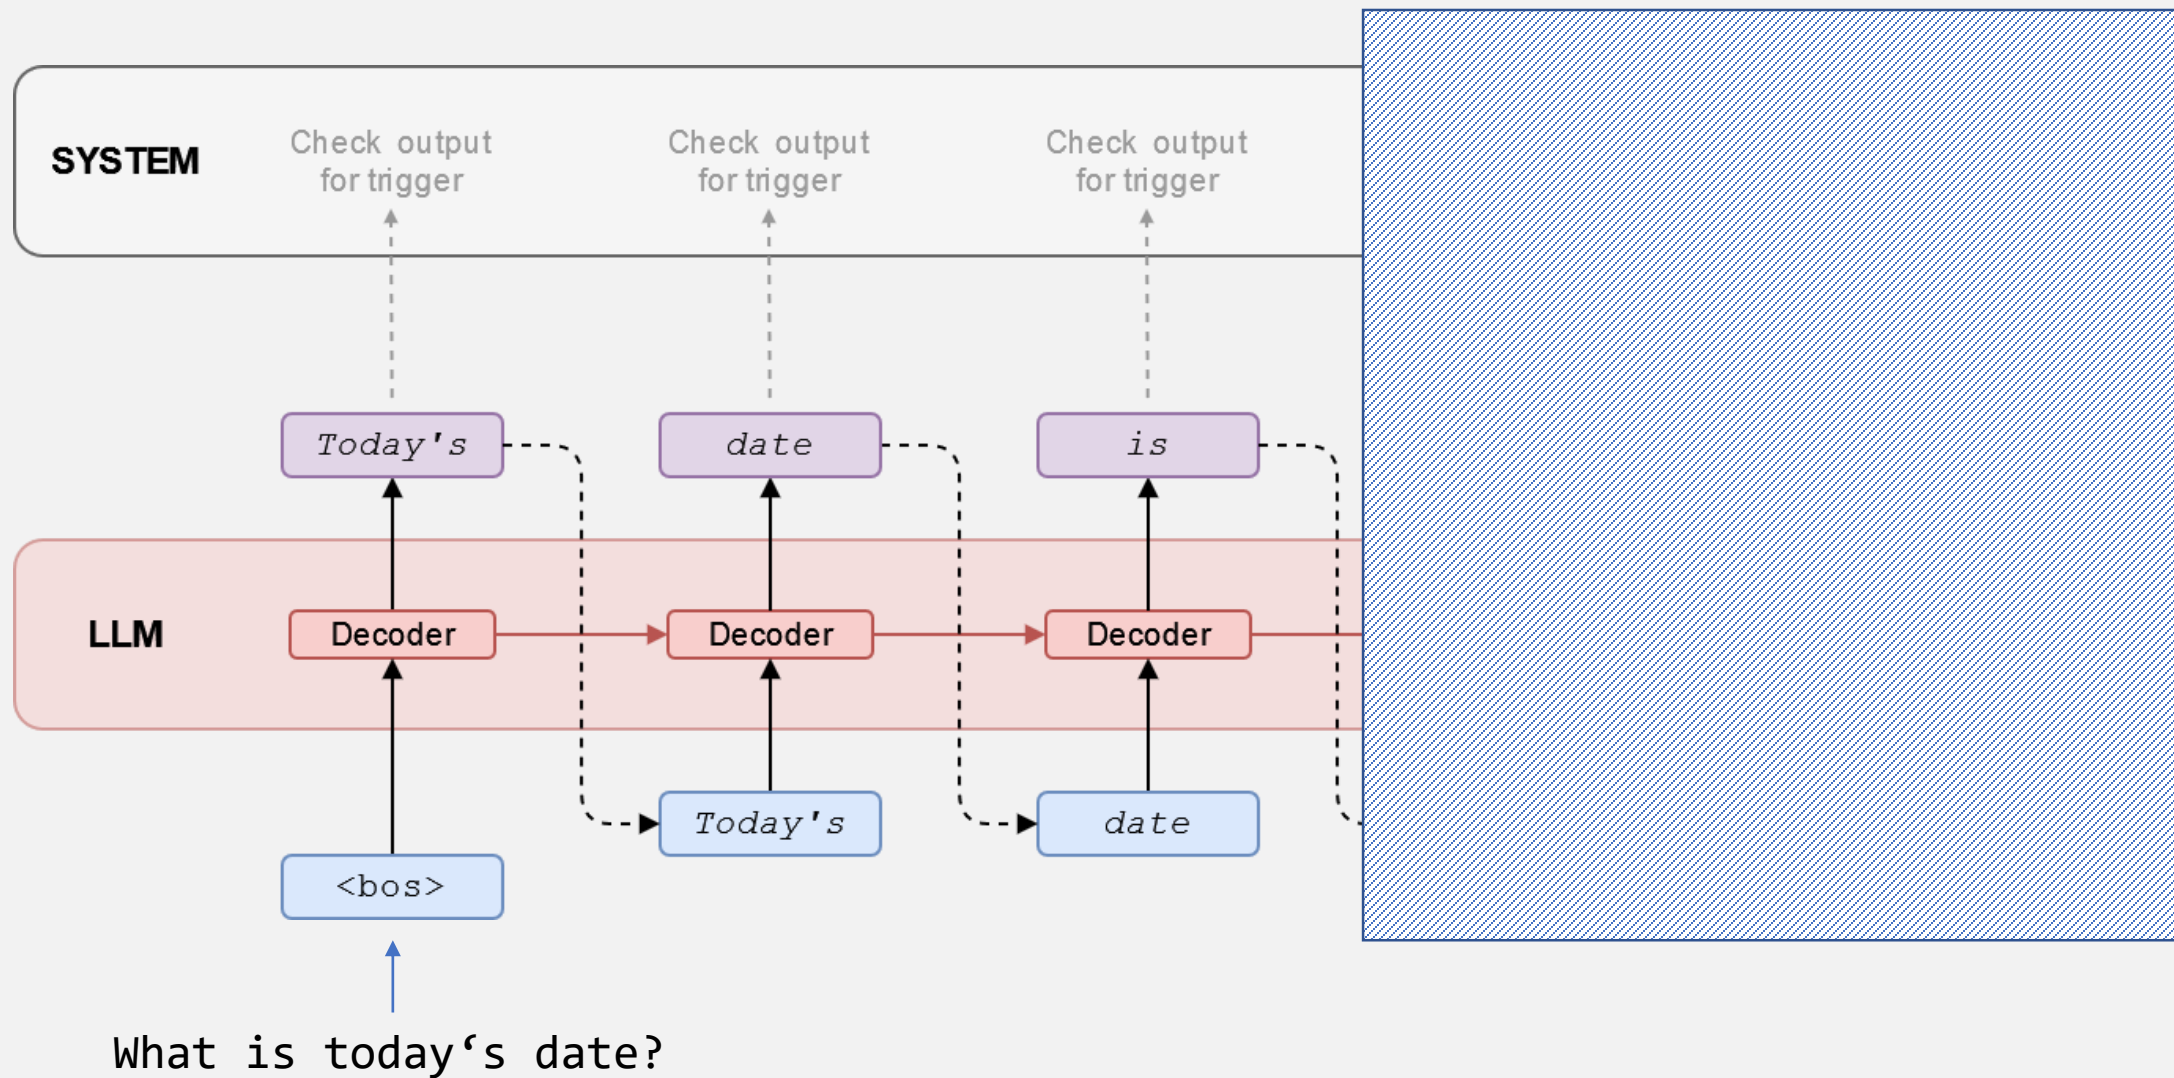 SYSTEM
Check output
for trigger
Check output
for trigger
Check output
for trigger
Today's
date
is
LLM
Decoder
Decoder
Decoder
Today's
date
<bos>
What is today‘s date?